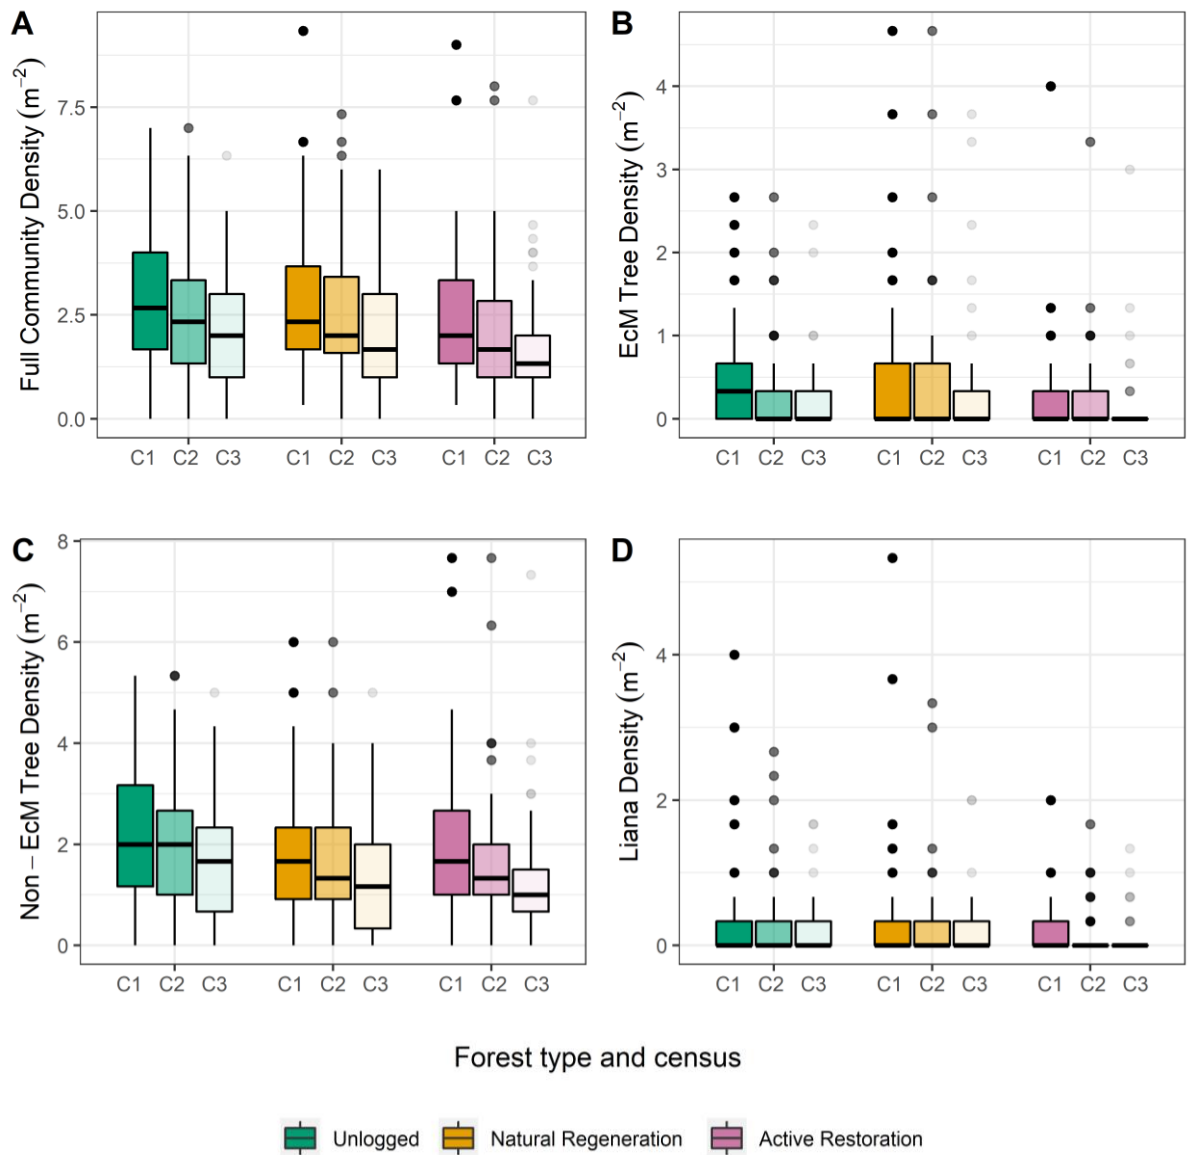 A
B
Full Community Density (m⁻²)
7.5
5.0
2.5
0.0
C1 C2 C3 C1 C2 C3 C1 C2 C3
EcM Tree Density (m⁻²)
4
3
2
1
0
C1 C2 C3 C1 C2 C3 C1 C2 C3
C
D
Non − EcM Tree Density (m⁻²)
8
6
4
2
0
C1 C2 C3 C1 C2 C3 C1 C2 C3
Liana Density (m⁻²)
4
2
0
C1 C2 C3 C1 C2 C3 C1 C2 C3
Forest type and census
Unlogged Natural Regeneration Active Restoration